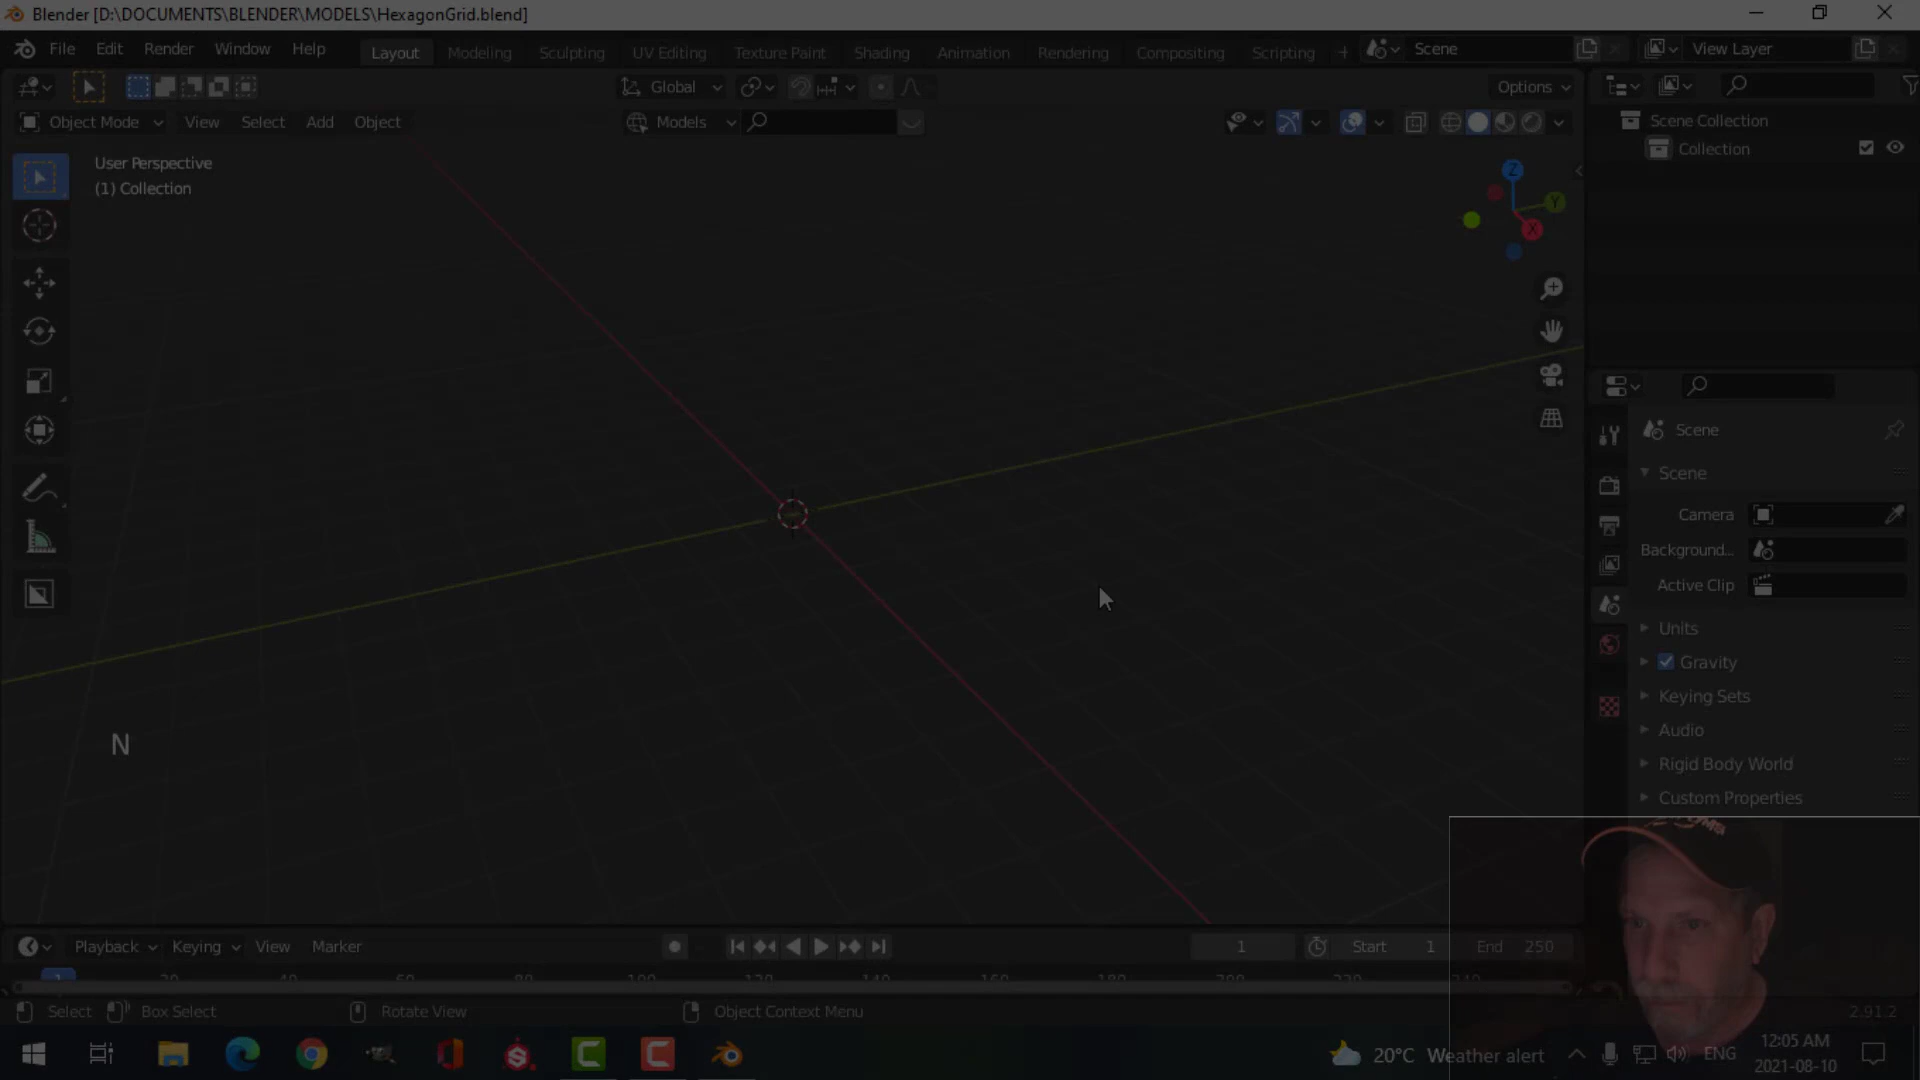 Blender [D:\DOCUMENTS\BLENDER\MODELS\HexagonGrid.blend]
File Edit Render Window Help Layout Modeling Sculpting UV Editing Texture Paint Shading Animation Rendering Compositing Scripting + Scene View Layer
Global Options
Object Mode View Select Add Object Models
Scene Collection
Collection
User Perspective
(1) Collection
Z
Y
X
Scene
Scene
Camera
Background...
Active Clip
Units
Gravity
Keying Sets
Audio
Rigid Body World
Custom Properties
N
Playback Keying View Marker 1 Start 1 End 250
1
Select Box Select Rotate View Object Context Menu 2.91.2
20°C Weather alert ENG
12:05 AM
2021-08-10